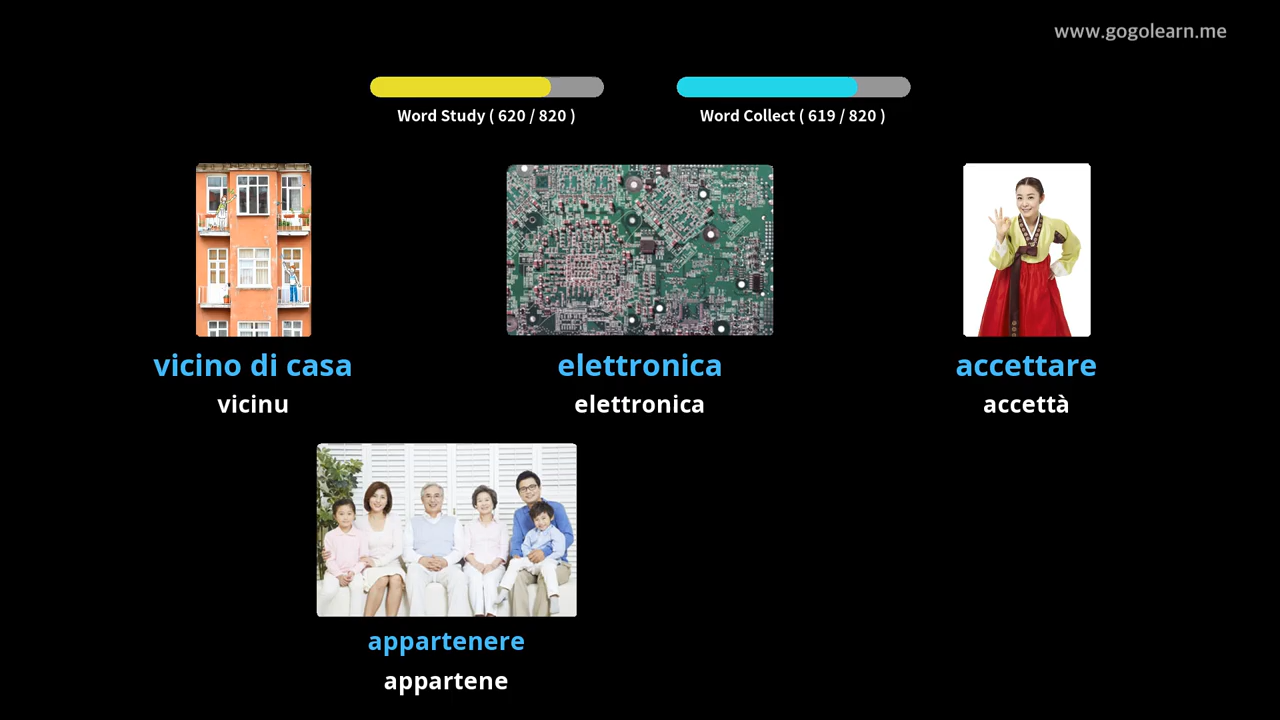 www.gogolearn.me
Word Study ( 620 / 820 )
Word Collect ( 619 / 820 )
vicino di casa
vicinu
elettronica
elettronica
accettare
accettà
appartenere
appartene